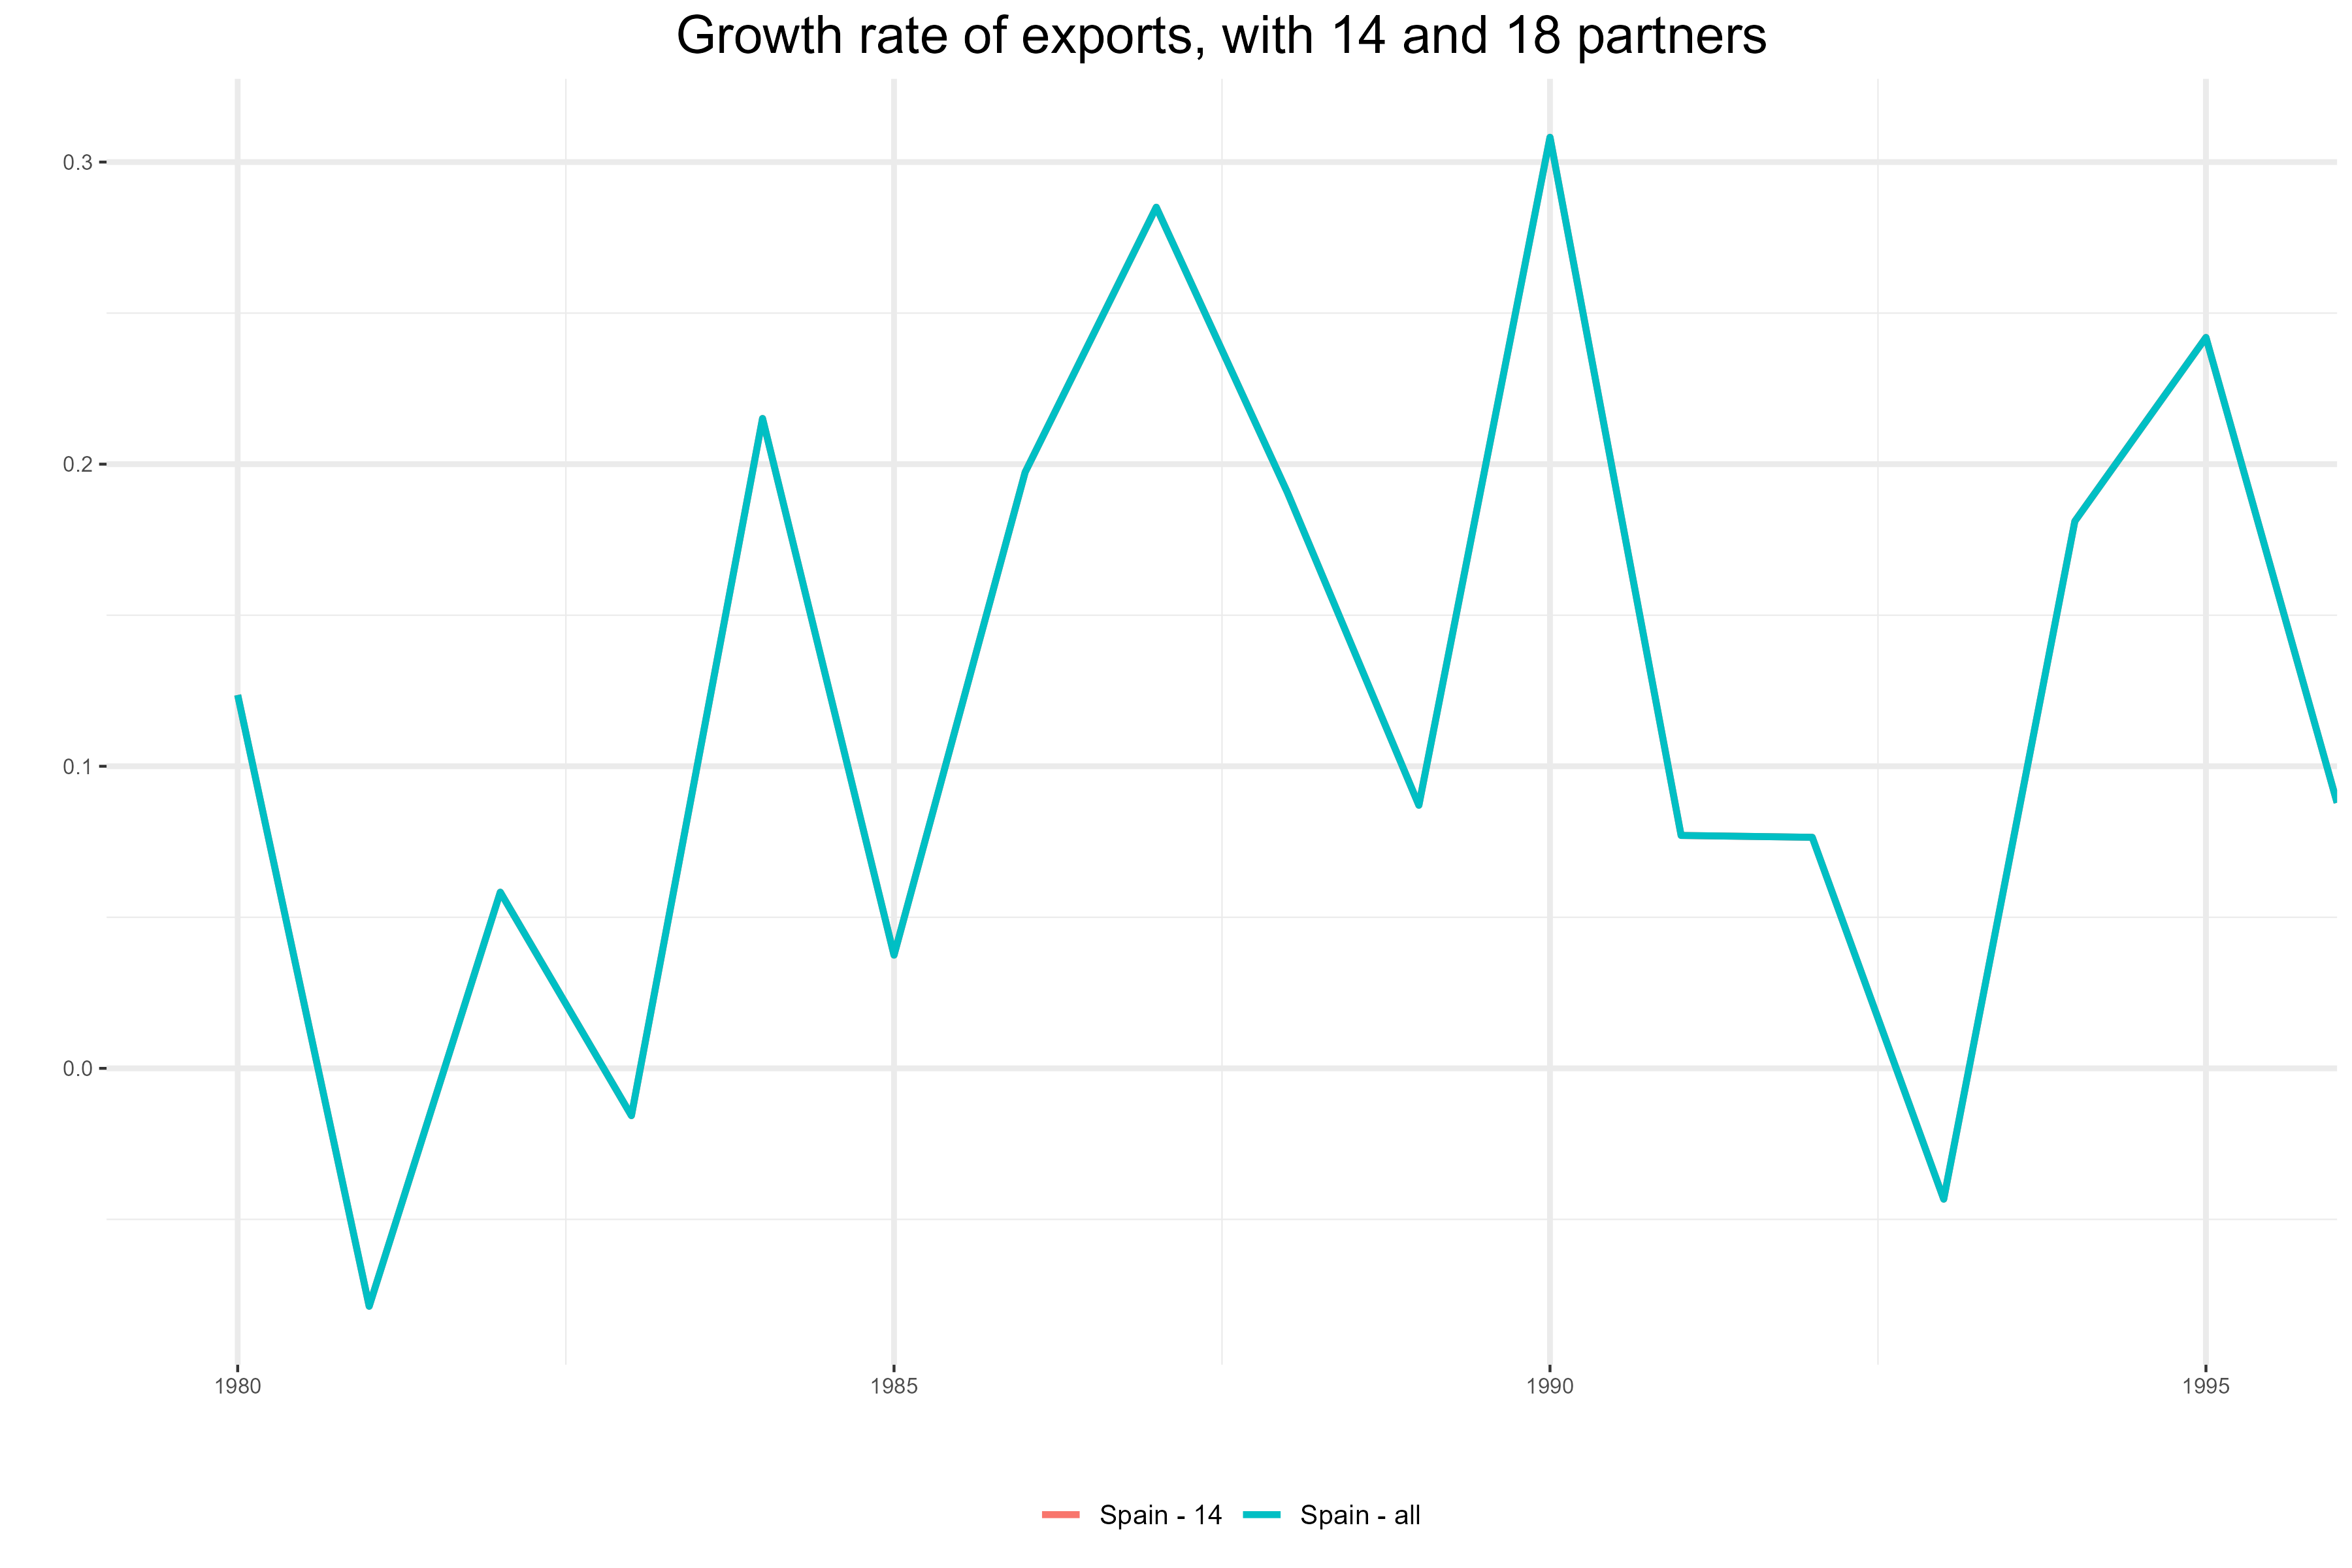 Growth rate of exports, with 14 and 18 partners
0.3
0.2
0.1
0.0
1980 1985 1990 1995
Spain - 14 Spain - all